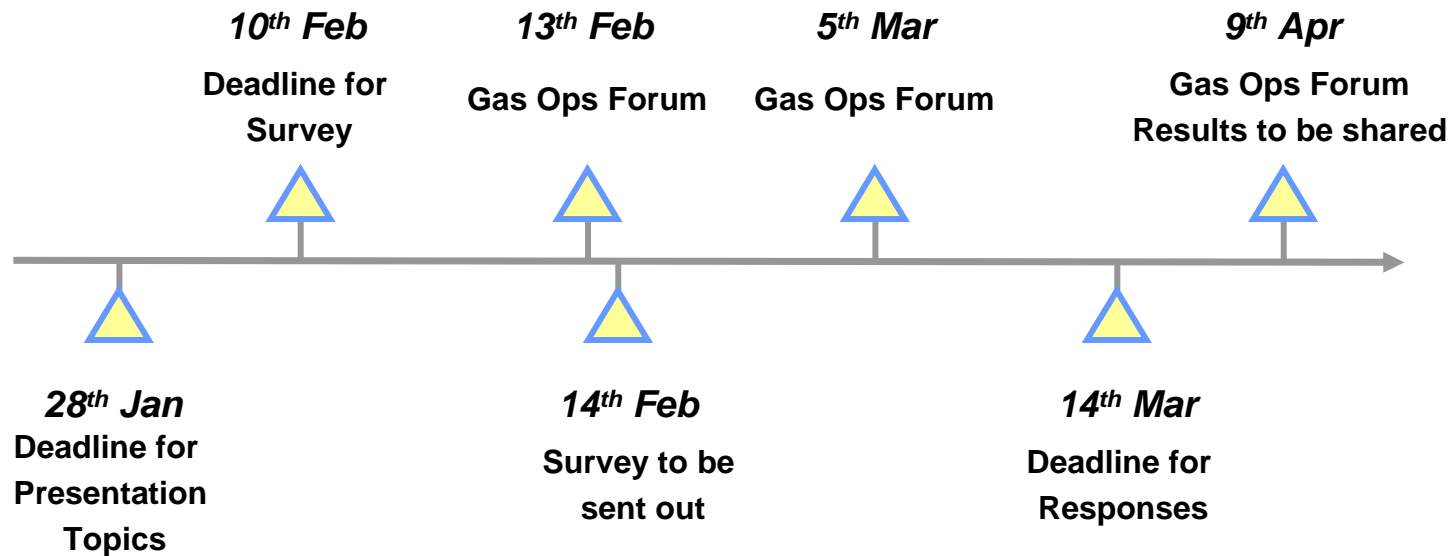 10th Feb
Deadline for
Survey
13th Feb
Gas Ops Forum
5th Mar
Gas Ops Forum
9th Apr
Gas Ops Forum
Results to be shared
28th Jan
Deadline for
Presentation
Topics
14th Feb
Survey to be
sent out
14th Mar
Deadline for
Responses